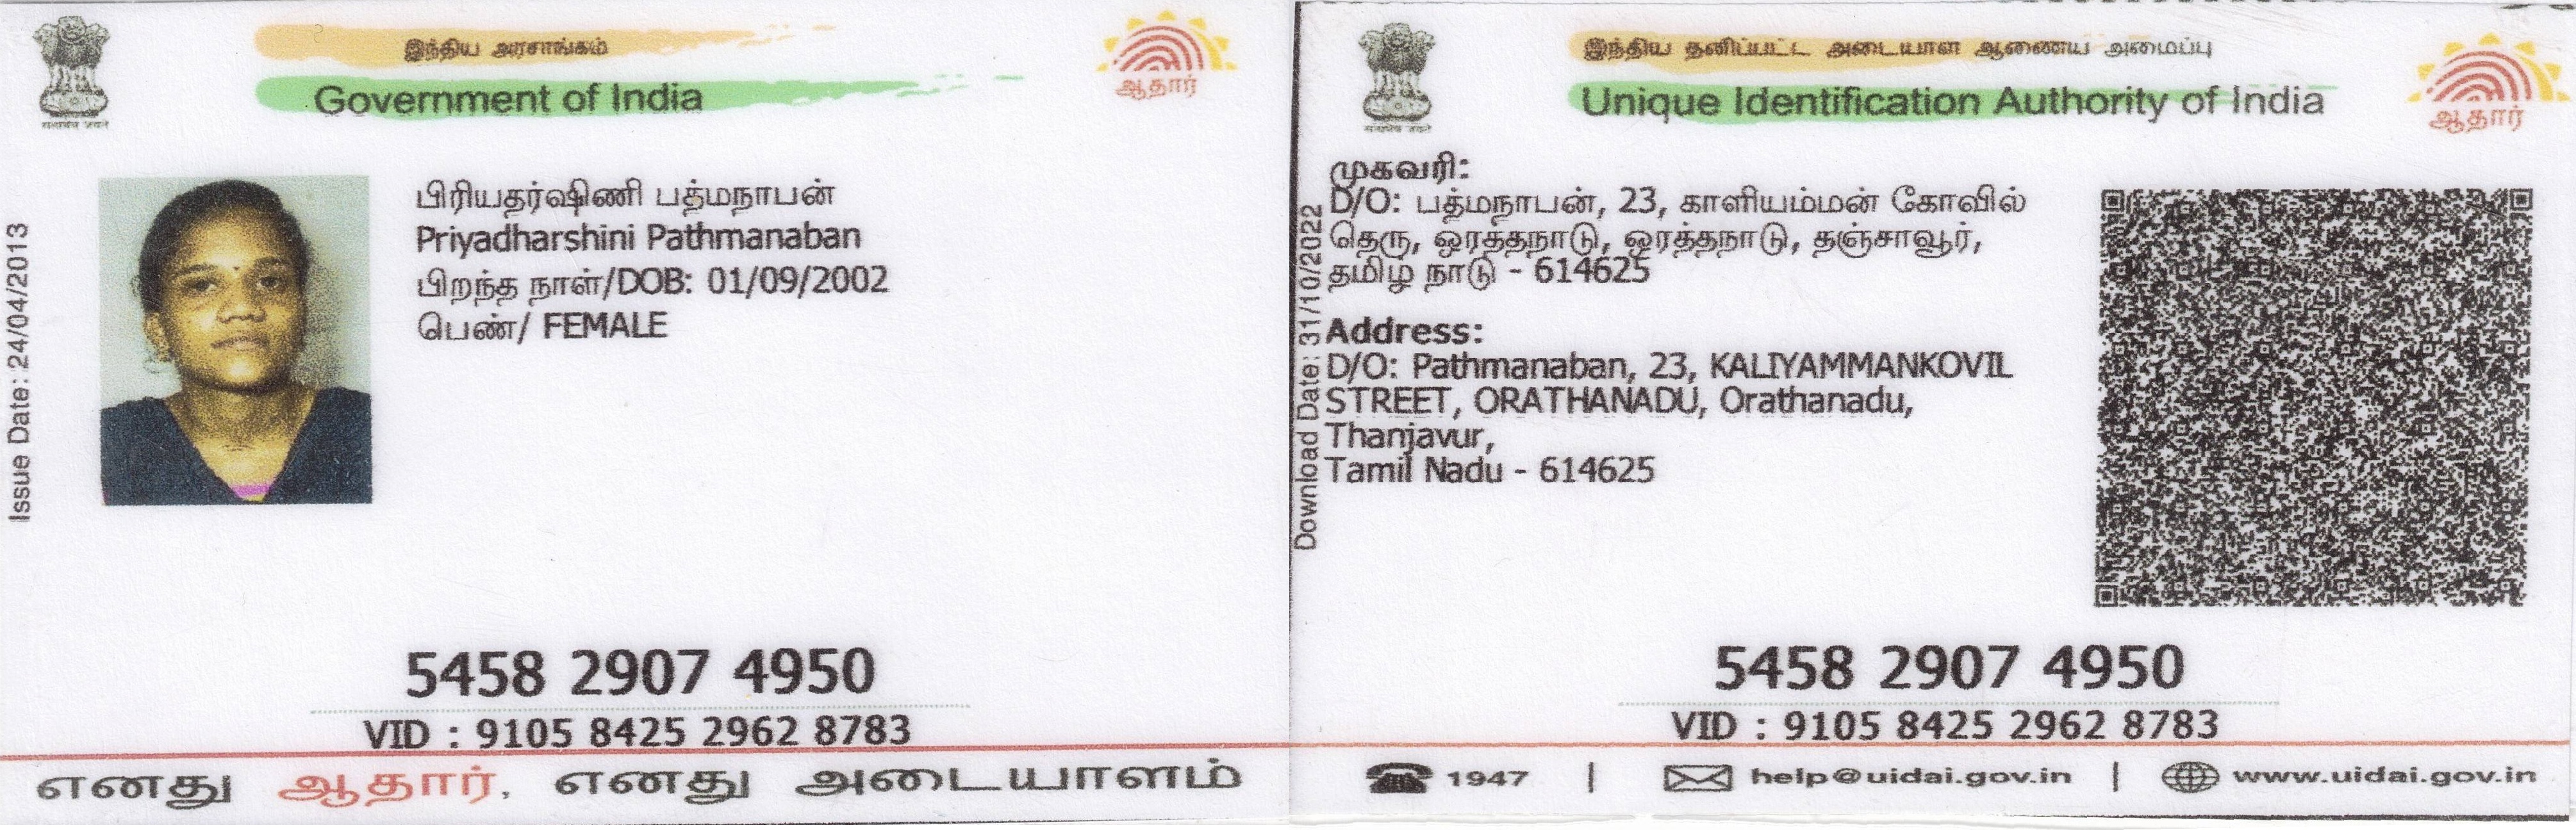 இந்திய அரசாங்கம்
Government of India
ஆதார்
Issue Date: 24/04/2013
பிரியதர்ஷினி பத்மநாபன்
Priyadharshini Pathmanaban
பிறந்த நாள்/DOB: 01/09/2002
பெண்/ FEMALE
5458 2907 4950
VID : 9105 8425 2962 8783
எனது ஆதார், எனது அடையாளம்
இந்திய தனிப்பட்ட அடையாள ஆணைய அமைப்பு
Unique Identification Authority of India
ஆதார்
Download Date: 31/10/2022
முகவரி:
D/O: பத்மநாபன், 23, காளியம்மன் கோவில்
தெரு, ஒரத்தநாடு, ஒரத்தநாடு, தஞ்சாவூர்,
தமிழ் நாடு - 614625
Address:
D/O: Pathmanaban, 23, KALIYAMMANKOVIL
STREET, ORATHANADU, Orathanadu,
Thanjavur,
Tamil Nadu - 614625
5458 2907 4950
VID : 9105 8425 2962 8783
1947 | help@uidai.gov.in | www.uidai.gov.in